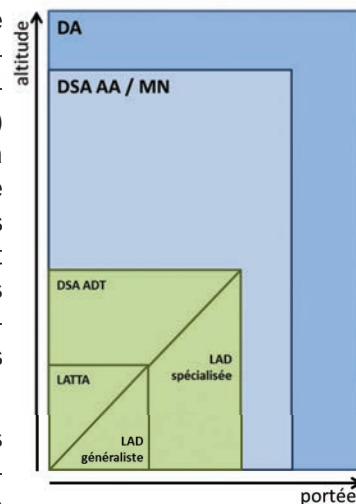 altitude
DA
DSA AA / MN
DSA ADT
LATTA
LAD
spécialisée
LAD
généraliste
portée